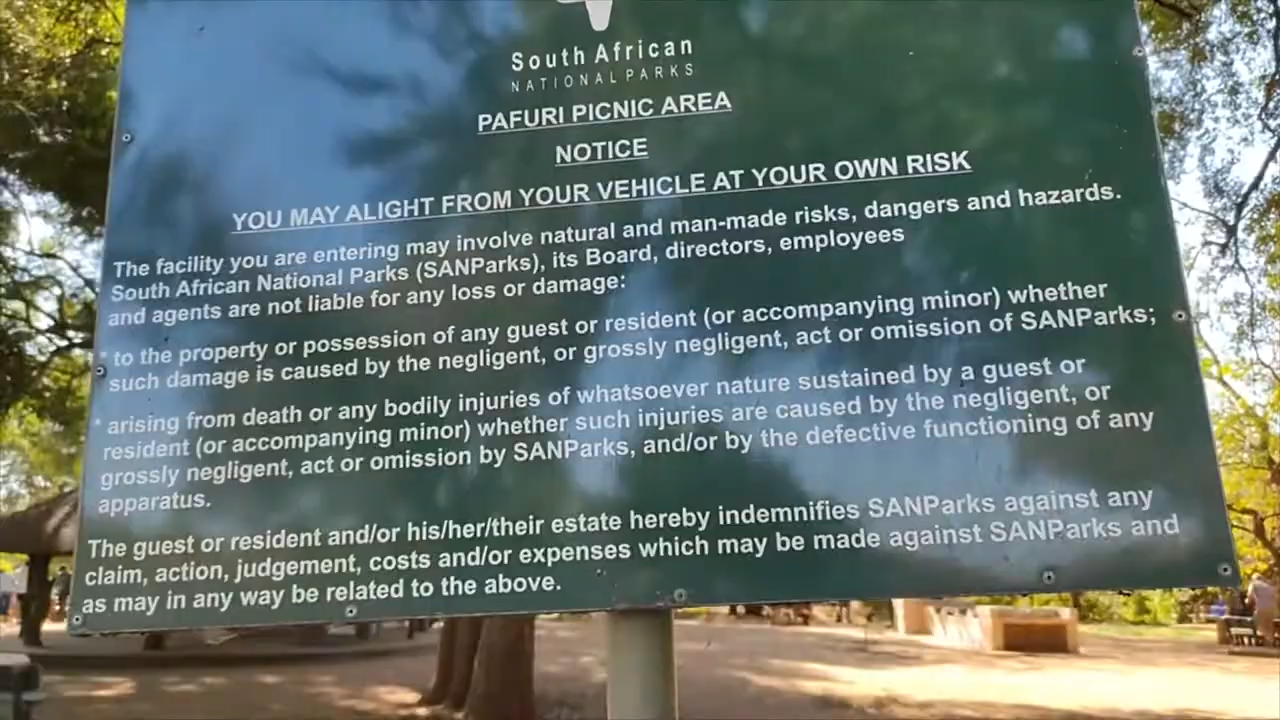 South African
NATIONAL PARKS
PAFURI PICNIC AREA
NOTICE
YOU MAY ALIGHT FROM YOUR VEHICLE AT YOUR OWN RISK
The facility you are entering may involve natural and man-made risks, dangers and hazards.
South African National Parks (SANParks), its Board, directors, employees
and agents are not liable for any loss or damage:
* to the property or possession of any guest or resident (or accompanying minor) whether
such damage is caused by the negligent, or grossly negligent, act or omission of SANParks;
* arising from death or any bodily injuries of whatsoever nature sustained by a guest or
resident (or accompanying minor) whether such injuries are caused by the negligent, or
grossly negligent, act or omission by SANParks, and/or by the defective functioning of any
apparatus.
The guest or resident and/or his/her/their estate hereby indemnifies SANParks against any
claim, action, judgement, costs and/or expenses which may be made against SANParks and
as may in any way be related to the above.